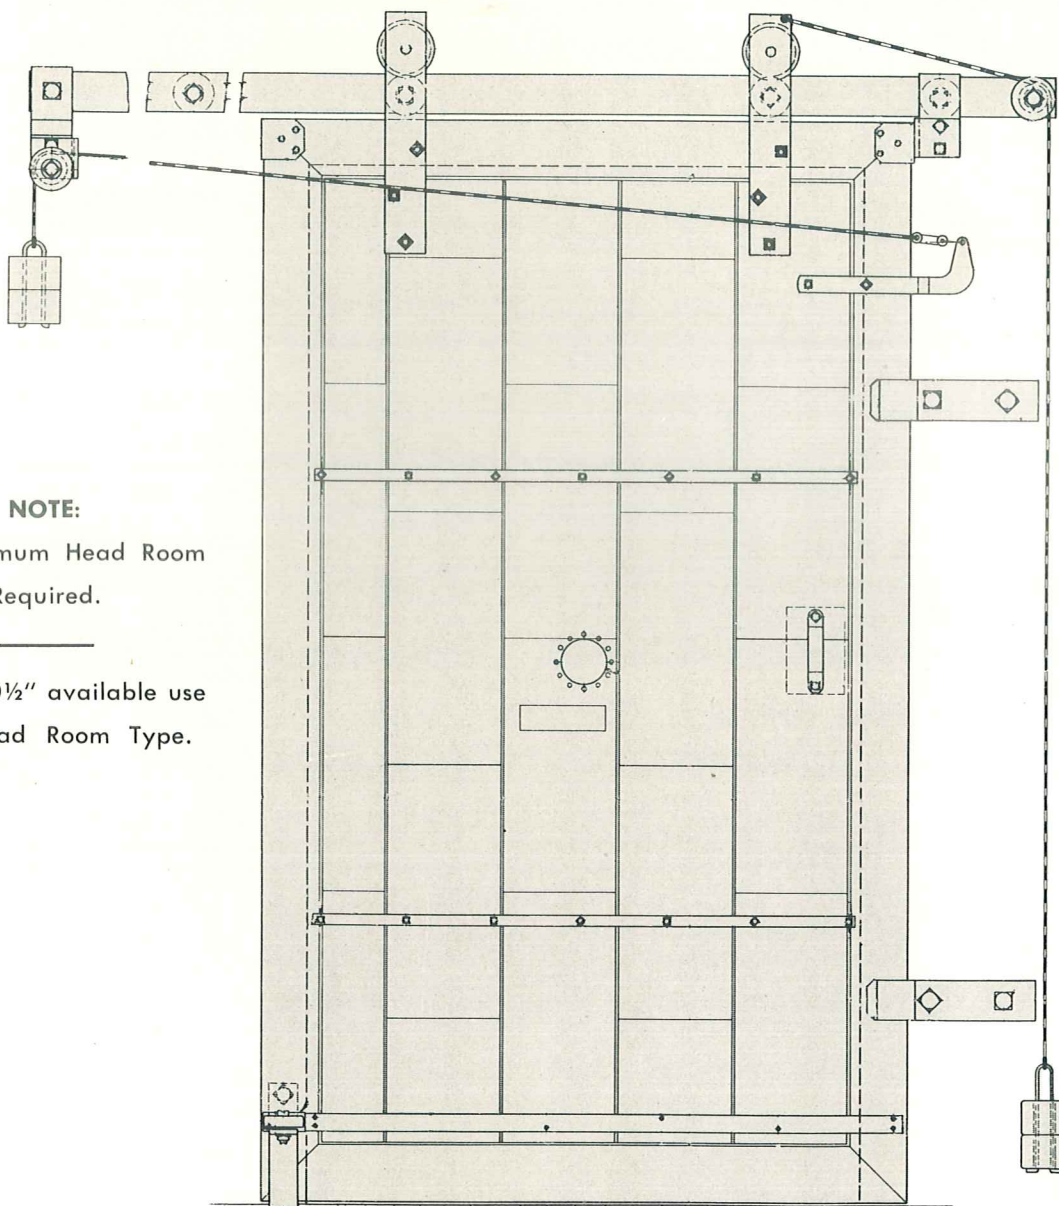 NOTE:
mum Head Room
Required.
½" available use
ad Room Type.